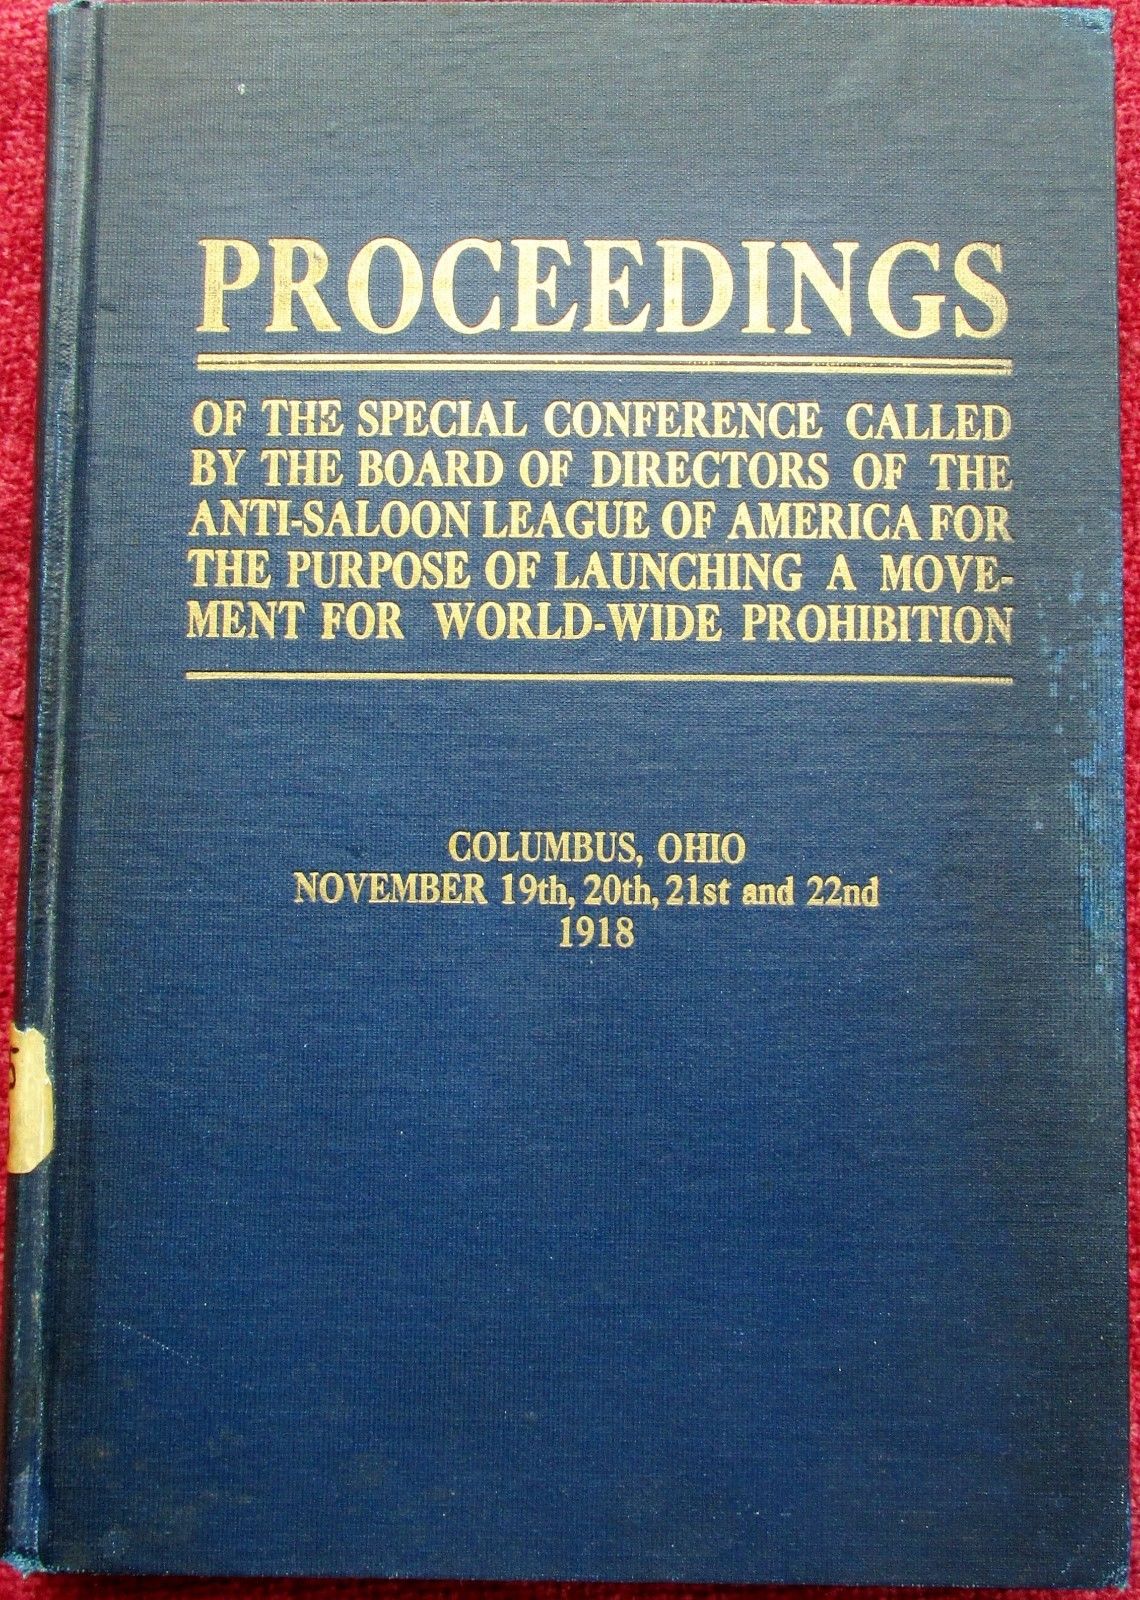 PROCEEDINGS
OF THE SPECIAL CONFERENCE CALLED
BY THE BOARD OF DIRECTORS OF THE
ANTI-SALOON LEAGUE OF AMERICA FOR
THE PURPOSE OF LAUNCHING A MOVE-
MENT FOR WORLD-WIDE PROHIBITION
COLUMBUS, OHIO
NOVEMBER 19th, 20th, 21st and 22nd
1918